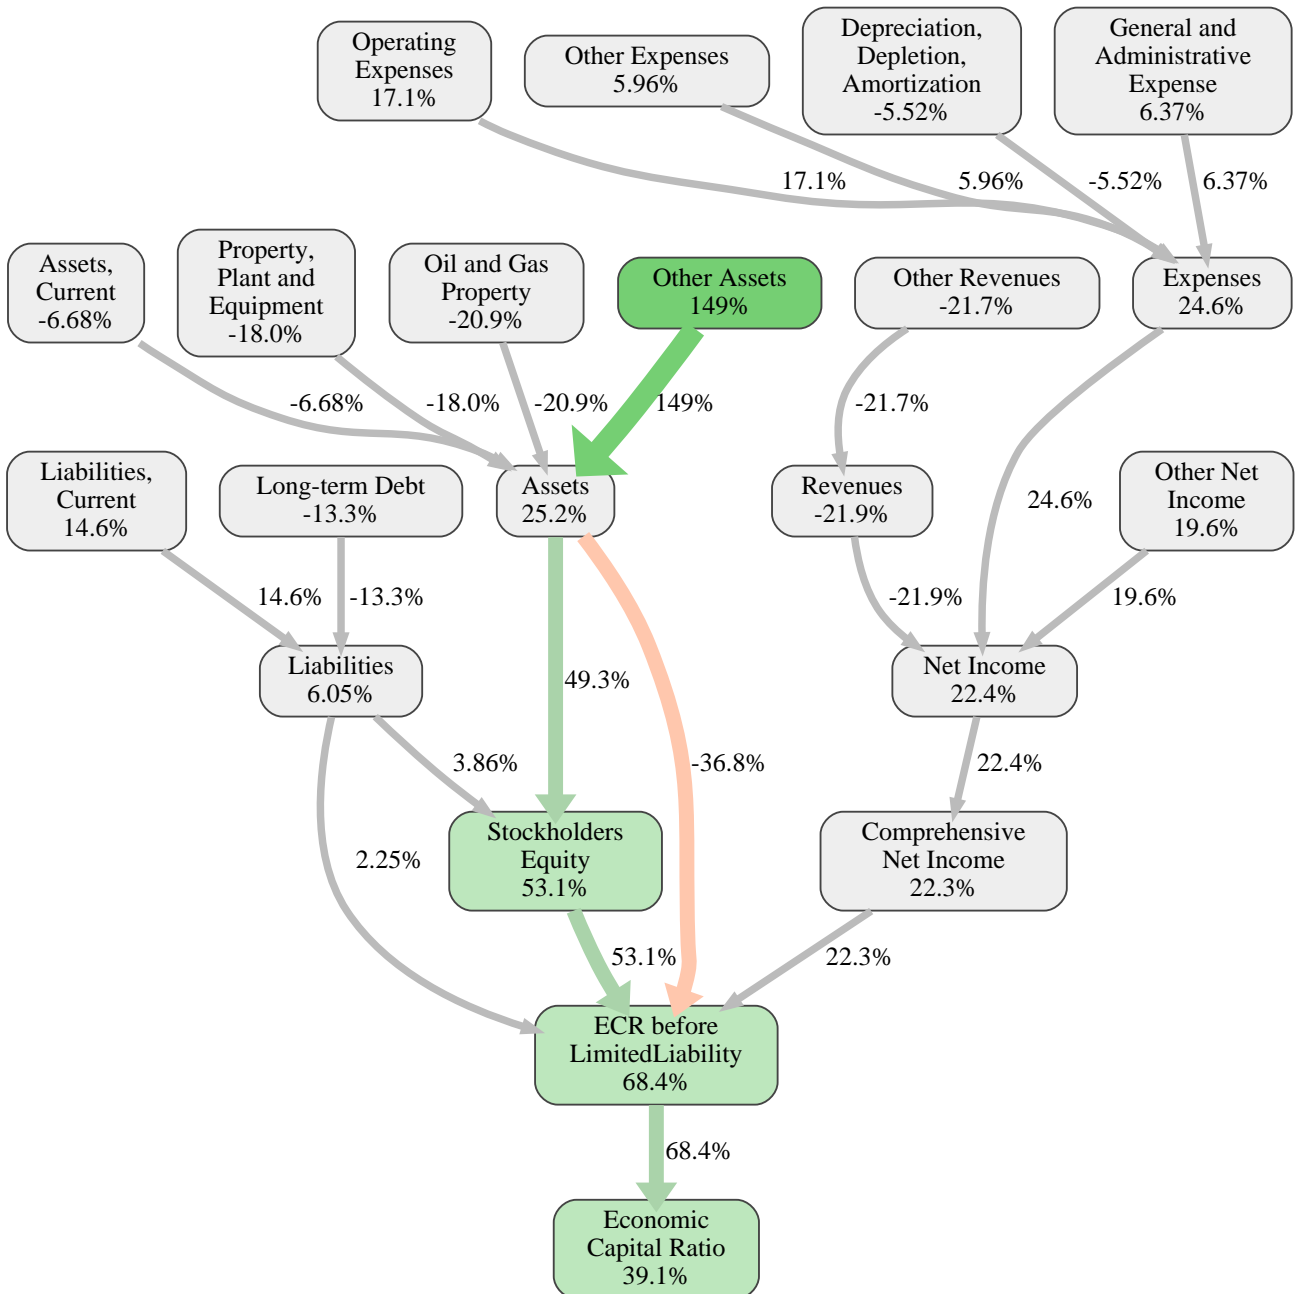 Operating
Expenses
17.1%
Other Expenses
5.96%
Depreciation,
Depletion,
Amortization
-5.52%
General and
Administrative
Expense
6.37%
17.1%
5.96%
-5.52%
6.37%
Assets,
Current
-6.68%
Property,
Plant and
Equipment
-18.0%
Oil and Gas
Property
-20.9%
Other Assets
149%
Other Revenues
-21.7%
Expenses
24.6%
-6.68%
-18.0%
-20.9%
149%
-21.7%
Liabilities,
Current
14.6%
Long-term Debt
-13.3%
Assets
25.2%
Revenues
-21.9%
24.6%
Other Net
Income
19.6%
14.6%
-13.3%
-21.9%
19.6%
Liabilities
6.05%
49.3%
Net Income
22.4%
3.86%
-36.8%
22.4%
2.25%
Stockholders
Equity
53.1%
Comprehensive
Net Income
22.3%
53.1%
22.3%
ECR before
LimitedLiability
68.4%
68.4%
Economic
Capital Ratio
39.1%